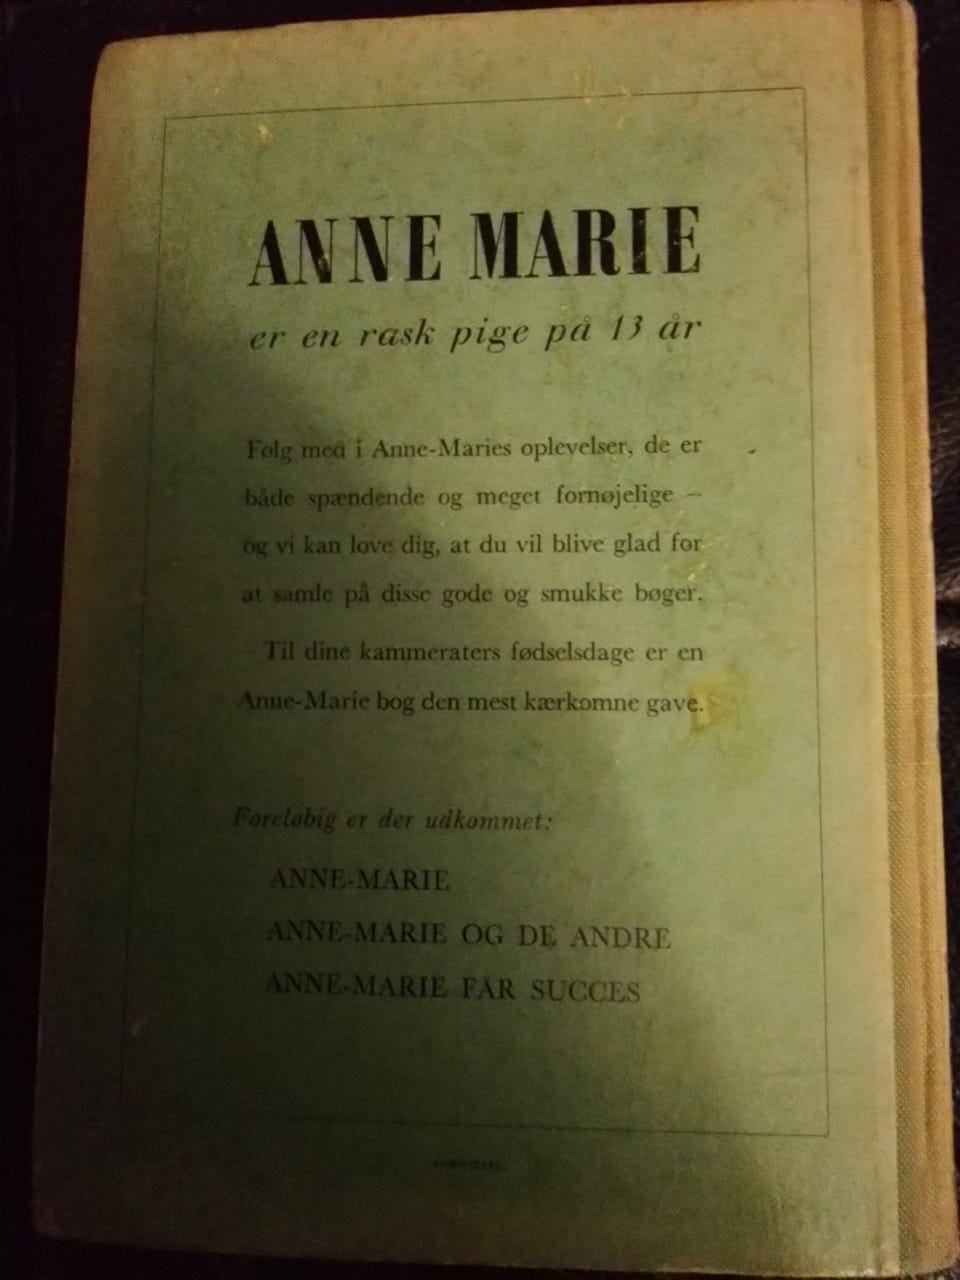 ANNE MARIE
er en rask pige på 13 år
Følg med i Anne-Maries oplevelser, de er
både spændende og meget fornøjelige –
og vi kan love dig, at du vil blive glad for
at samle på disse gode og smukke bøger.
Til dine kammeraters fødselsdage er en
Anne-Marie bog den mest kærkomne gave.
Foreløbig er der udkommet:
ANNE-MARIE
ANNE-MARIE OG DE ANDRE
ANNE-MARIE FÅR SUCCES